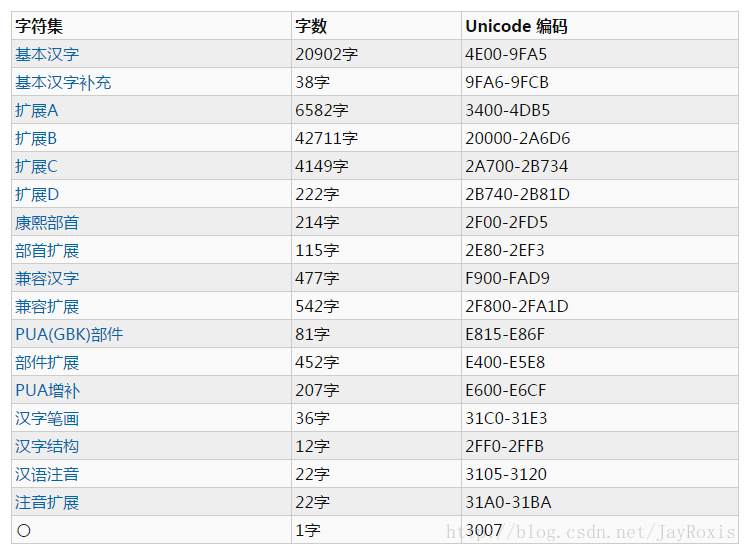 字符集 字数 Unicode 编码
基本汉字 20902字 4E00-9FA5
基本汉字补充 38字 9FA6-9FCB
扩展A 6582字 3400-4DB5
扩展B 42711字 20000-2A6D6
扩展C 4149字 2A700-2B734
扩展D 222字 2B740-2B81D
康熙部首 214字 2F00-2FD5
部首扩展 115字 2E80-2EF3
兼容汉字 477字 F900-FAD9
兼容扩展 542字 2F800-2FA1D
PUA(GBK)部件 81字 E815-E86F
部件扩展 452字 E400-E5E8
PUA增补 207字 E600-E6CF
汉字笔画 36字 31C0-31E3
汉字结构 12字 2FF0-2FFB
汉语注音 22字 3105-3120
注音扩展 22字 31A0-31BA
〇 1字 3007
http://blog.csdn.net/JayRoxis